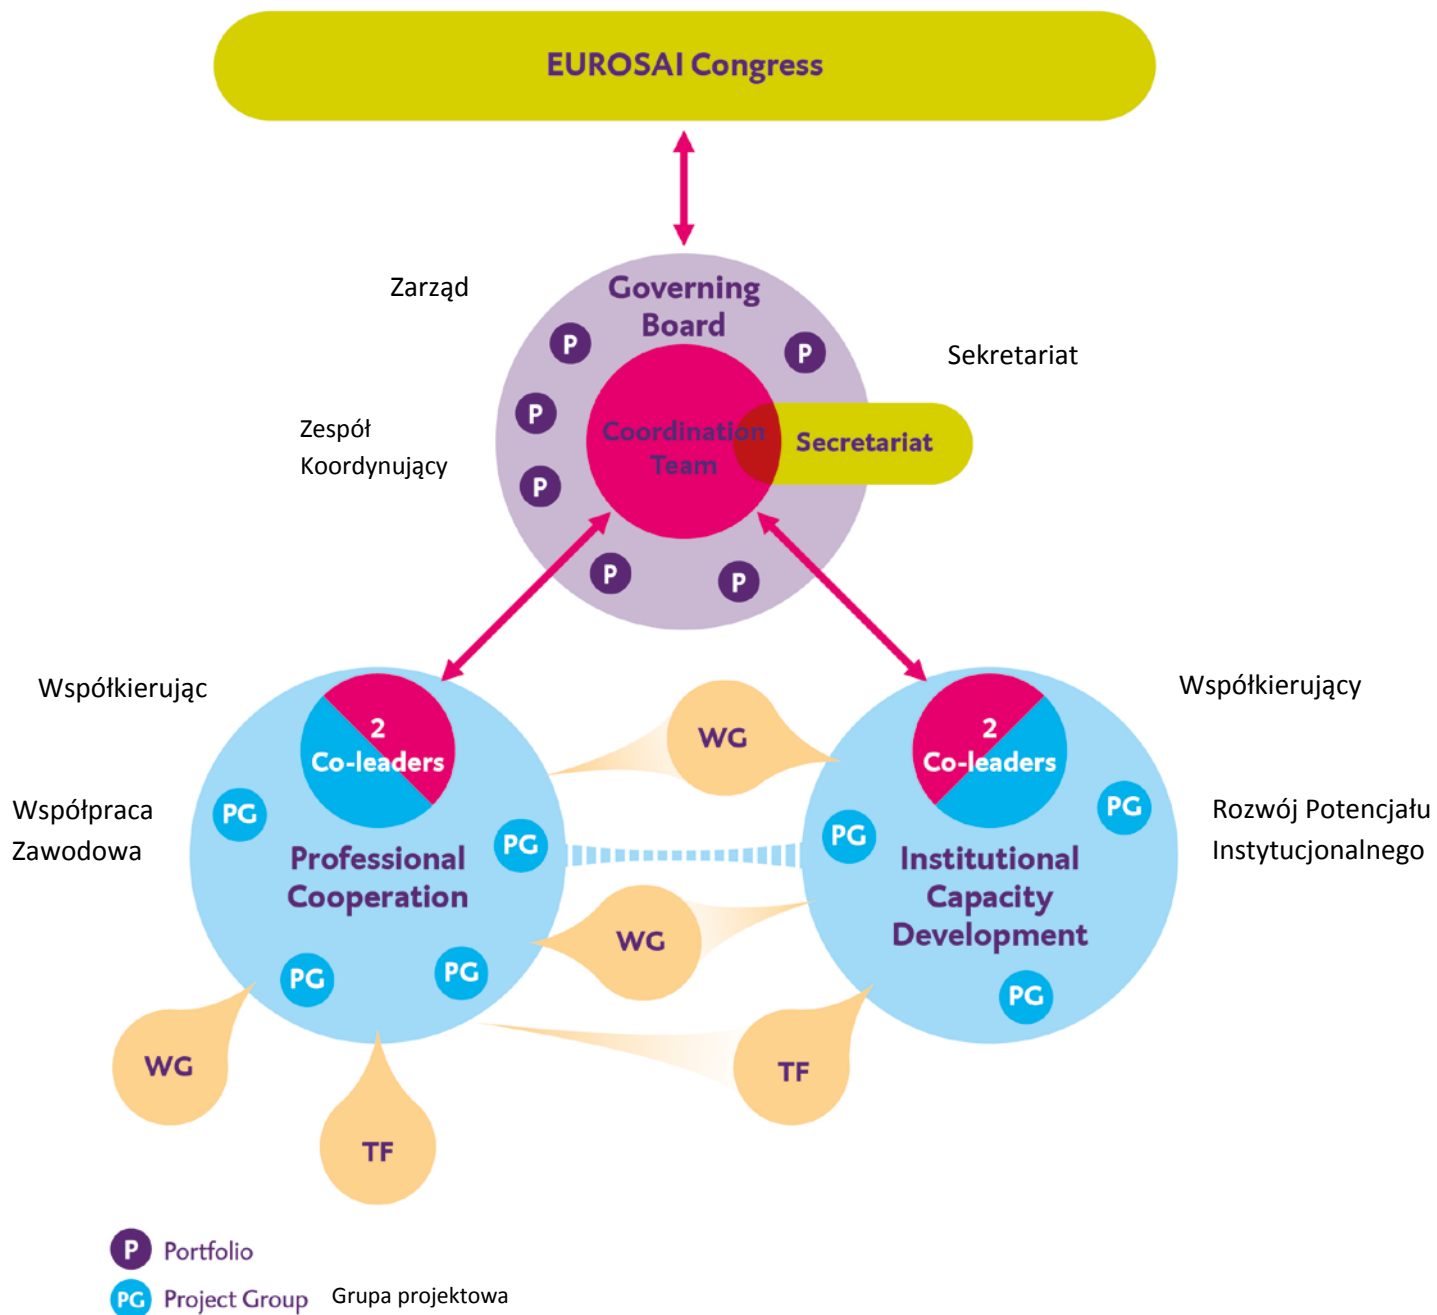 EUROSAI Congress
Zarząd
Governing
Board
P
P
P
P
P
P
Sekretariat
Zespół
Koordynujący
Coordination
Team
Secretariat
Współkierując
2
Co-leaders
WG
2
Co-leaders
Współkierujący
Współpraca
Zawodowa
PG
PG
Professional
Cooperation
PG
PG
WG
PG
PG
Institutional
Capacity
Development
PG
Rozwój Potencjału
Instytucjonalnego
WG
TF
TF
P Portfolio
PG Project Group Grupa projektowa